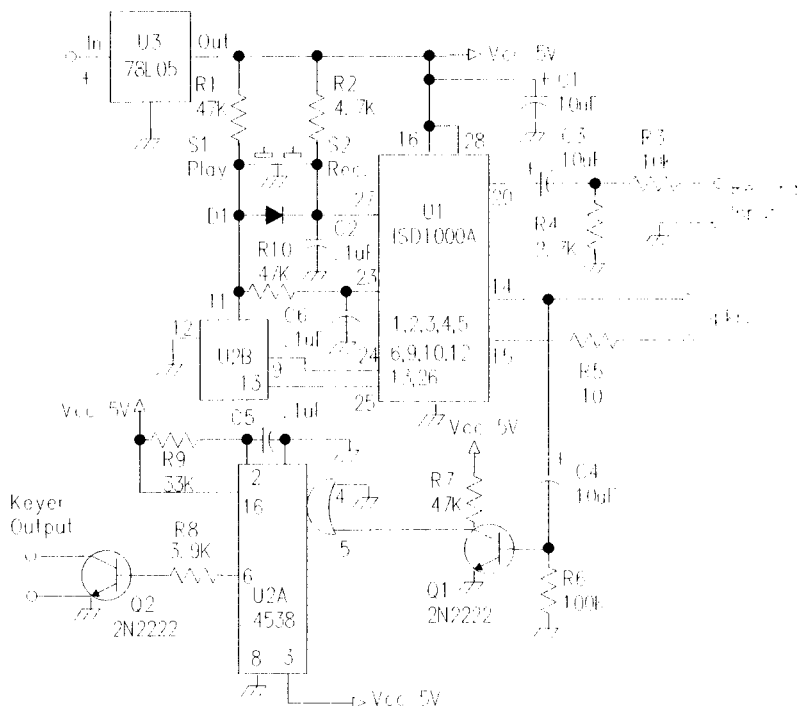 In
+
U3
78L05
Out
Vcc 5V
R1
47K
R2
4.7K
+
C1
10uF
S1
Play
S2
Rec.
16
28
C3
10uF
+
R3
10K
20
27
U1
ISD1000A
R4
2.7K
D1
C2
.1uF
R10
47K
23
14
11
12
C6
.1uF
1,2,3,4,5
6,9,10,12
13,26
U2B
9
24
15
R5
10
13
25
Vcc 5V
C5
.1uF
Vcc 5V
R9
33K
2
16
4
R7
47K
+
C4
10uF
Keyer
Output
R8
3.9K
5
6
U2A
4538
Q2
2N2222
Q1
2N2222
R6
100K
8
3
Vcc 5V